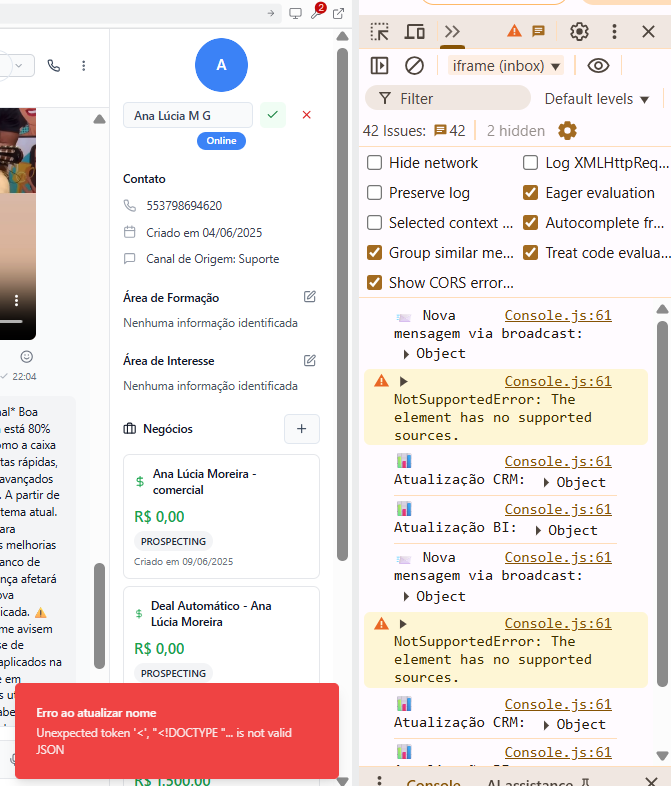 2
A
Ana Lúcia M G
Online
Contato
553798694620
Criado em 04/06/2025
Canal de Origem: Suporte
Área de Formação
Nenhuma informação identificada
Área de Interesse
Nenhuma informação identificada
Negócios
+
$ Ana Lúcia Moreira -
comercial
R$ 0,00
PROSPECTING
Criado em 09/06/2025
$ Deal Automático - Ana
Lúcia Moreira
R$ 0,00
PROSPECTING
R$ 1.500,00
22:04
nal* Boa
está 80%
omo a caixa
tas rápidas,
avançados
. A partir de
tema atual.
ara
s melhorias
anco de
nça afetará
ova
icada. ⚠
me avisem
se de
aplicados na
e em
s
Erro ao atualizar nome
Unexpected token '<', "<!DOCTYPE "... is not valid
JSON
iframe (inbox) ▼
Filter
Default levels ▼
42 Issues: 42
2 hidden
Hide network
Log XMLHttpReq...
Preserve log
Eager evaluation
Selected context ...
Autocomplete fr...
Group similar me...
Treat code evalua...
Show CORS error...
Nova Console.js:61
mensagem via broadcast:
▶ Object
▶ Console.js:61
NotSupportedError: The
element has no supported
sources.
Console.js:61
Atualização CRM: ▶ Object
Console.js:61
Atualização BI: ▶ Object
Nova Console.js:61
mensagem via broadcast:
▶ Object
▶ Console.js:61
NotSupportedError: The
element has no supported
sources.
Console.js:61
Atualização CRM: ▶ Object
Console.js:61
Console
AI assistance